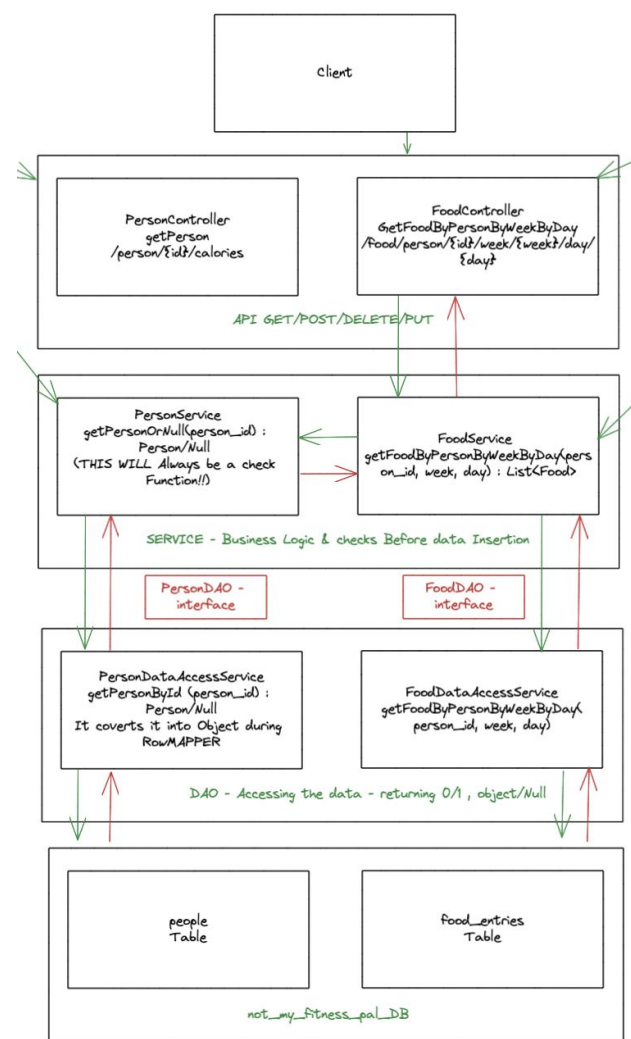 Client
PersonController
getPerson
/person/{id}/calories
FoodController
GetFoodByPersonByWeekByDay
/food/person/{id}/week/{week}/day/
{day}
API GET/POST/DELETE/PUT
PersonService
getPersonOrNull(person_id) :
Person/Null
(THIS WILL Always be a check
Function!!)
FoodService
getFoodByPersonByWeekByDay(pers
on_id, week, day) : List<Food>
SERVICE - Business Logic & checks Before data Insertion
PersonDAO -
interface
FoodDAO -
interface
PersonDataAccessService
getPersonById (person_id) :
Person/Null
It coverts it into Object during
RowMAPPER
FoodDataAccessService
getFoodByPersonByWeekByDay(
person_id, week, day)
DAO - Accessing the data - returning 0/1 , object/Null
people
Table
food_entries
Table
not_my_fitness_pal_DB